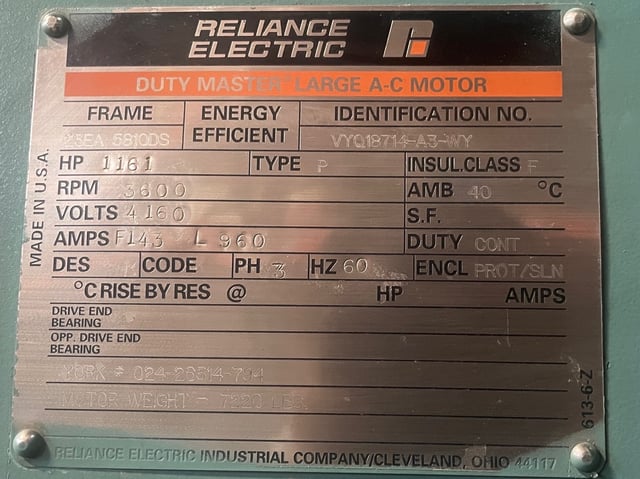 RELIANCE
ELECTRIC
DUTY MASTER LARGE A-C MOTOR
FRAME ENERGY EFFICIENT IDENTIFICATION NO.
5810DS VYQ18714-A3-WY
HP 1161 TYPE P INSUL.CLASS F
RPM 3600 AMB 40 °C
VOLTS 4160 S.F.
AMPS F143 L 960 DUTY CONT
DES CODE PH 3 HZ 60 ENCL PROT/SLN
°C RISE BY RES @ HP AMPS
DRIVE END
BEARING
OPP. DRIVE END
BEARING
WORK # 024-26514-794
MOTOR WEIGHT - 7220 LBS.
RELIANCE ELECTRIC INDUSTRIAL COMPANY/CLEVELAND, OHIO 44117
MADE IN U.S.A.
613-6-Z